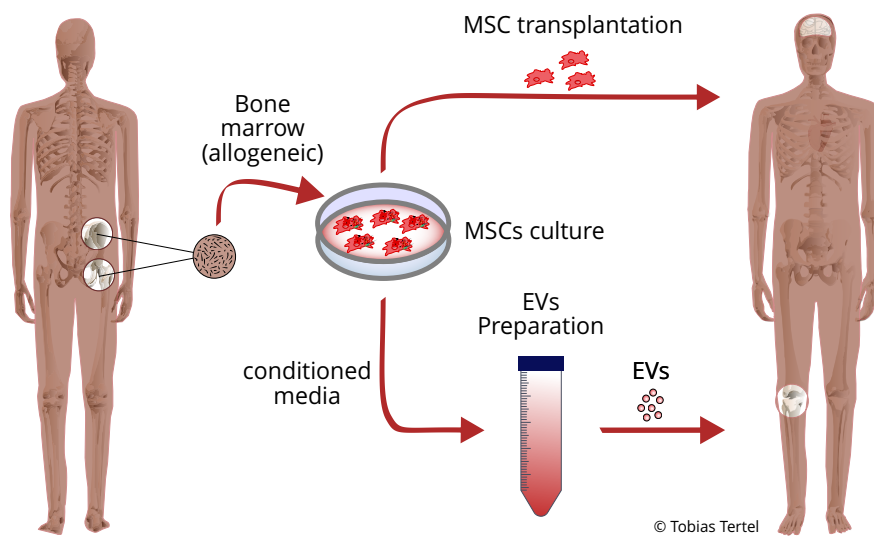 MSC transplantation
Bone
marrow
(allogeneic)
MSCs culture
EVs
Preparation
conditioned
media
EVs
© Tobias Tertel